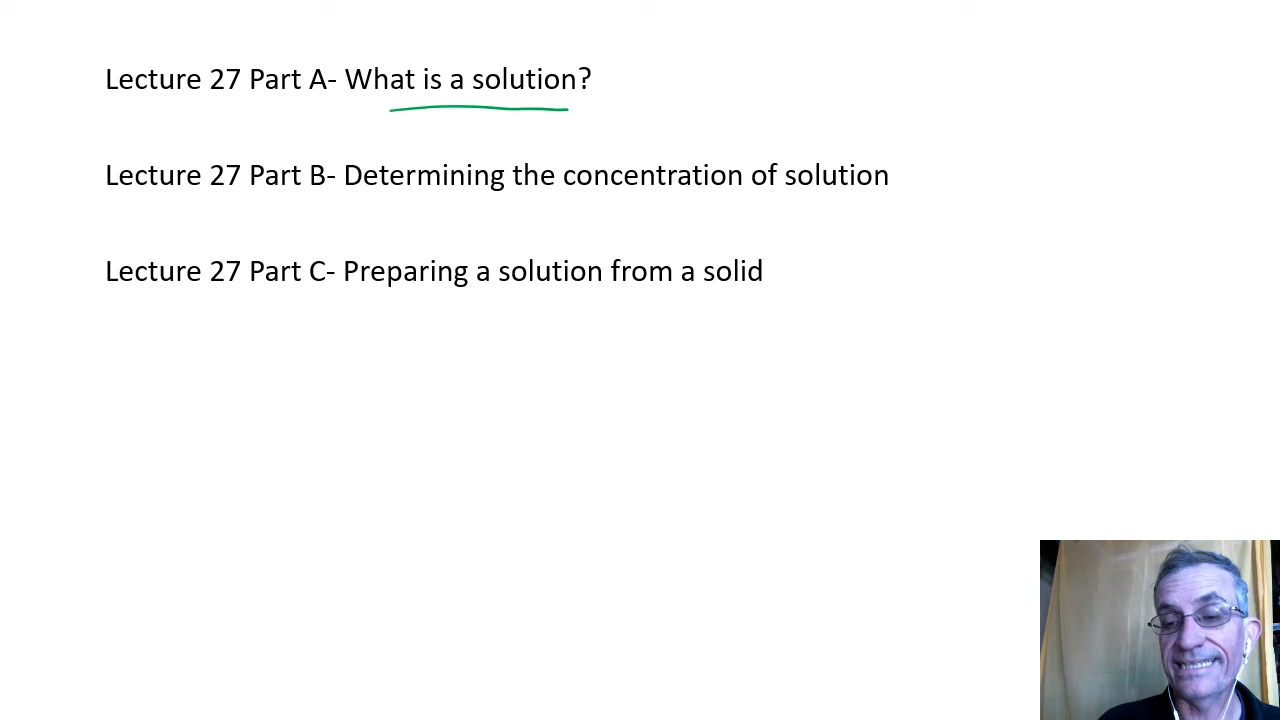 Lecture 27 Part A- What is a solution?
Lecture 27 Part B- Determining the concentration of solution
Lecture 27 Part C- Preparing a solution from a solid